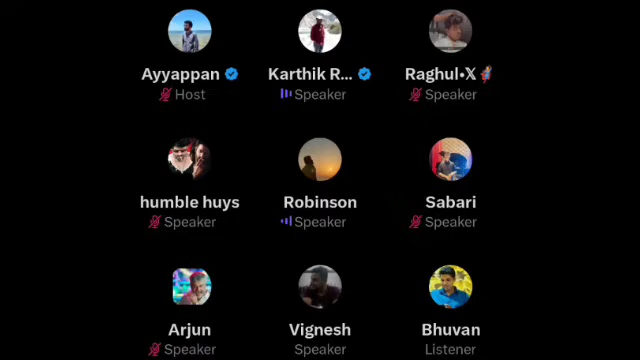 Ayyappan Karthik R... Raghul•𝕏
Host Speaker Speaker
humble huys Robinson Sabari
Speaker Speaker Speaker
Arjun Vignesh Bhuvan
Speaker Speaker Listener